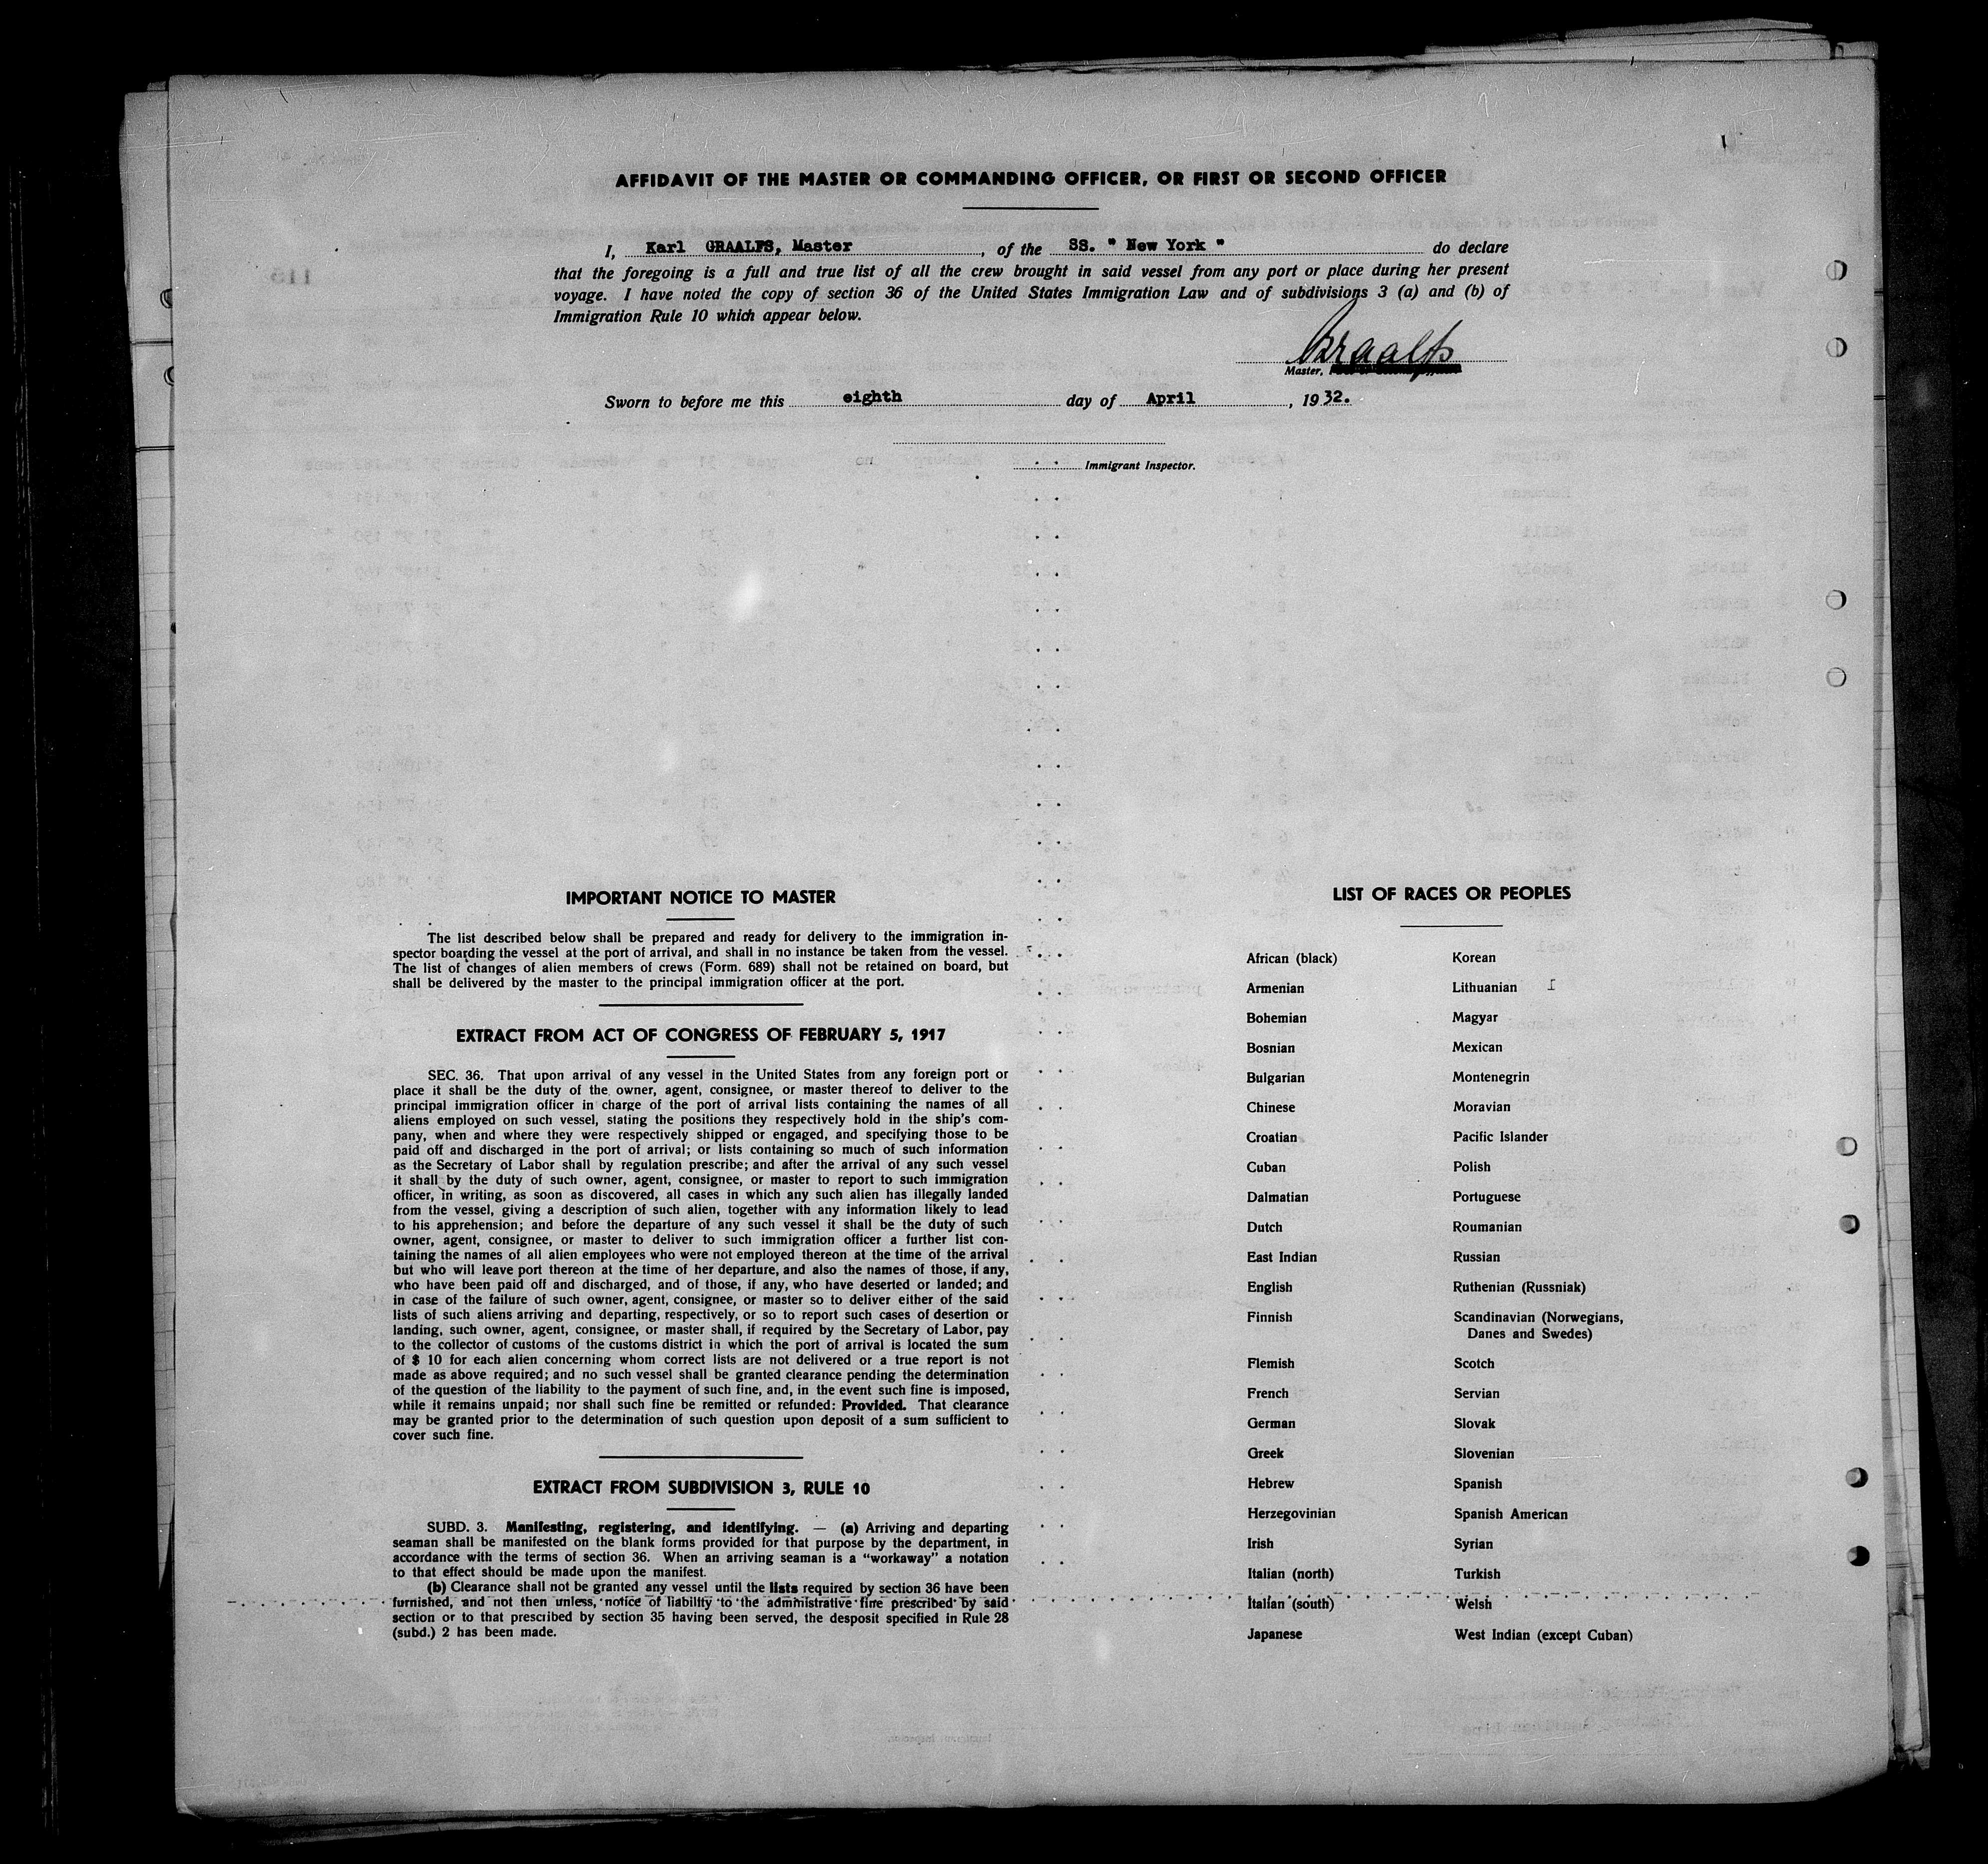 AFFIDAVIT OF THE MASTER OR COMMANDING OFFICER, OR FIRST OR SECOND OFFICER
I, Karl GRAALFS, Master, of the SS. " New York " do declare
that the foregoing is a full and true list of all the crew brought in said vessel from any port or place during her present
voyage. I have noted the copy of section 36 of the United States Immigration Law and of subdivisions 3 (a) and (b) of
Immigration Rule 10 which appear below.
Graalfs
Master,
Sworn to before me this eighth day of April, 1932.
Immigrant Inspector.
IMPORTANT NOTICE TO MASTER
The list described below shall be prepared and ready for delivery to the immigration in-
spector boarding the vessel at the port of arrival, and shall in no instance be taken from the vessel.
The list of changes of alien members of crews (Form. 689) shall not be retained on board, but
shall be delivered by the master to the principal immigration officer at the port.
EXTRACT FROM ACT OF CONGRESS OF FEBRUARY 5, 1917
SEC. 36. That upon arrival of any vessel in the United States from any foreign port or
place it shall be the duty of the owner, agent, consignee, or master thereof to deliver to the
principal immigration officer in charge of the port of arrival lists containing the names of all
aliens employed on such vessel, stating the positions they respectively hold in the ship's com-
pany, when and where they were respectively shipped or engaged, and specifying those to be
paid off and discharged in the port of arrival; or lists containing so much of such information
as the Secretary of Labor shall by regulation prescribe; and after the arrival of any such vessel
it shall by the duty of such owner, agent, consignee, or master to report to such immigration
officer, in writing, as soon as discovered, all cases in which any such alien has illegally landed
from the vessel, giving a description of such alien, together with any information likely to lead
to his apprehension; and before the departure of any such vessel it shall be the duty of such
owner, agent, consignee, or master to deliver to such immigration officer a further list con-
taining the names of all alien employees who were not employed thereon at the time of the arrival
but who will leave port thereon at the time of her departure, and also the names of those, if any,
who have been paid off and discharged, and of those, if any, who have deserted or landed; and
in case of the failure of such owner, agent, consignee, or master so to deliver either of the said
lists of such aliens arriving and departing, respectively, or so to report such cases of desertion or
landing, such owner, agent, consignee, or master shall, if required by the Secretary of Labor, pay
to the collector of customs of the customs district in which the port of arrival is located the sum
of $ 10 for each alien concerning whom correct lists are not delivered or a true report is not
made as above required; and no such vessel shall be granted clearance pending the determination
of the question of the liability to the payment of such fine, and, in the event such fine is imposed,
while it remains unpaid; nor shall such fine be remitted or refunded: Provided. That clearance
may be granted prior to the determination of such question upon deposit of a sum sufficient to
cover such fine.
EXTRACT FROM SUBDIVISION 3, RULE 10
SUBD. 3. Manifesting, registering, and identifying. — (a) Arriving and departing
seaman shall be manifested on the blank forms provided for that purpose by the department, in
accordance with the terms of section 36. When an arriving seaman is a "workaway" a notation
to that effect should be made upon the manifest.
(b) Clearance shall not be granted any vessel until the lists required by section 36 have been
furnished, and not then unless, notice of liability to the administrative fine prescribed by said
section or to that prescribed by section 35 having been served, the desposit specified in Rule 28
(subd.) 2 has been made.
LIST OF RACES OR PEOPLES
African (black)
Armenian
Bohemian
Bosnian
Bulgarian
Chinese
Croatian
Cuban
Dalmatian
Dutch
East Indian
English
Finnish
Flemish
French
German
Greek
Hebrew
Herzegovinian
Irish
Italian (north)
Italian (south)
Japanese
Korean
Lithuanian
Magyar
Mexican
Montenegrin
Moravian
Pacific Islander
Polish
Portuguese
Roumanian
Russian
Ruthenian (Russniak)
Scandinavian (Norwegians,
Danes and Swedes)
Scotch
Servian
Slovak
Slovenian
Spanish
Spanish American
Syrian
Turkish
Welsh
West Indian (except Cuban)